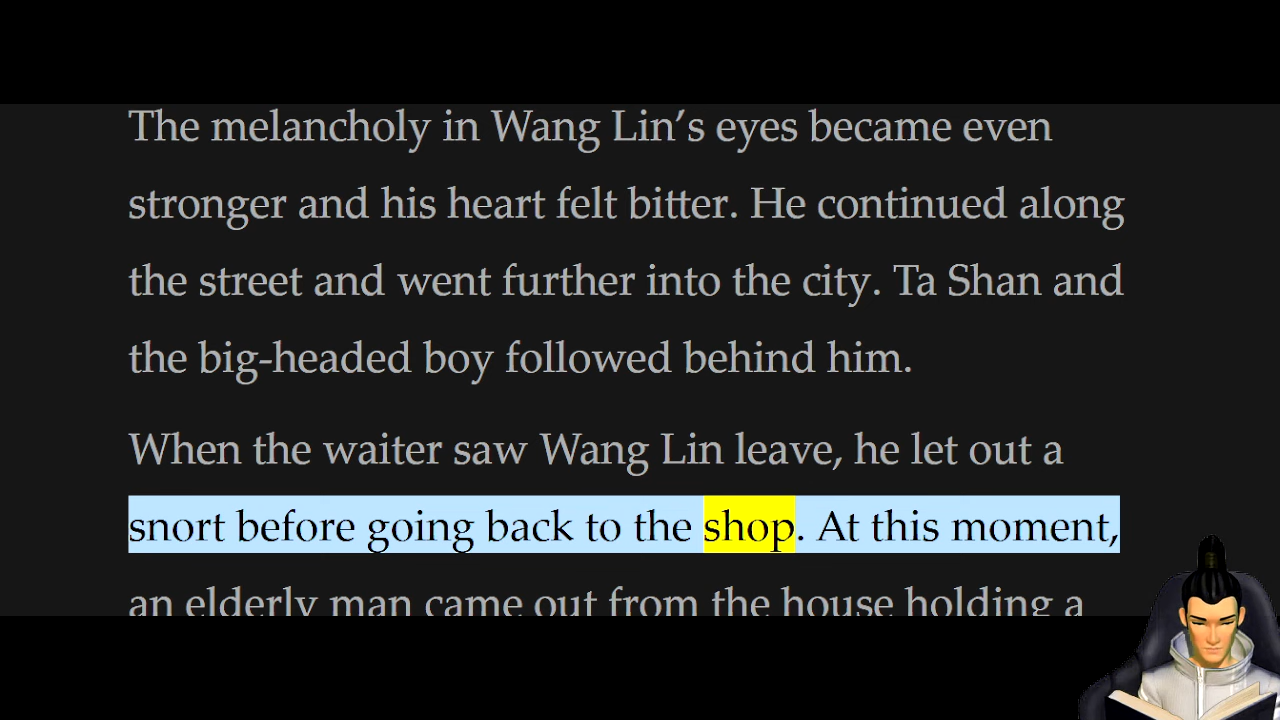 The melancholy in Wang Lin’s eyes became even
stronger and his heart felt bitter. He continued along
the street and went further into the city. Ta Shan and
the big-headed boy followed behind him.
When the waiter saw Wang Lin leave, he let out a
snort before going back to the shop. At this moment,
an elderly man came out from the house holding a